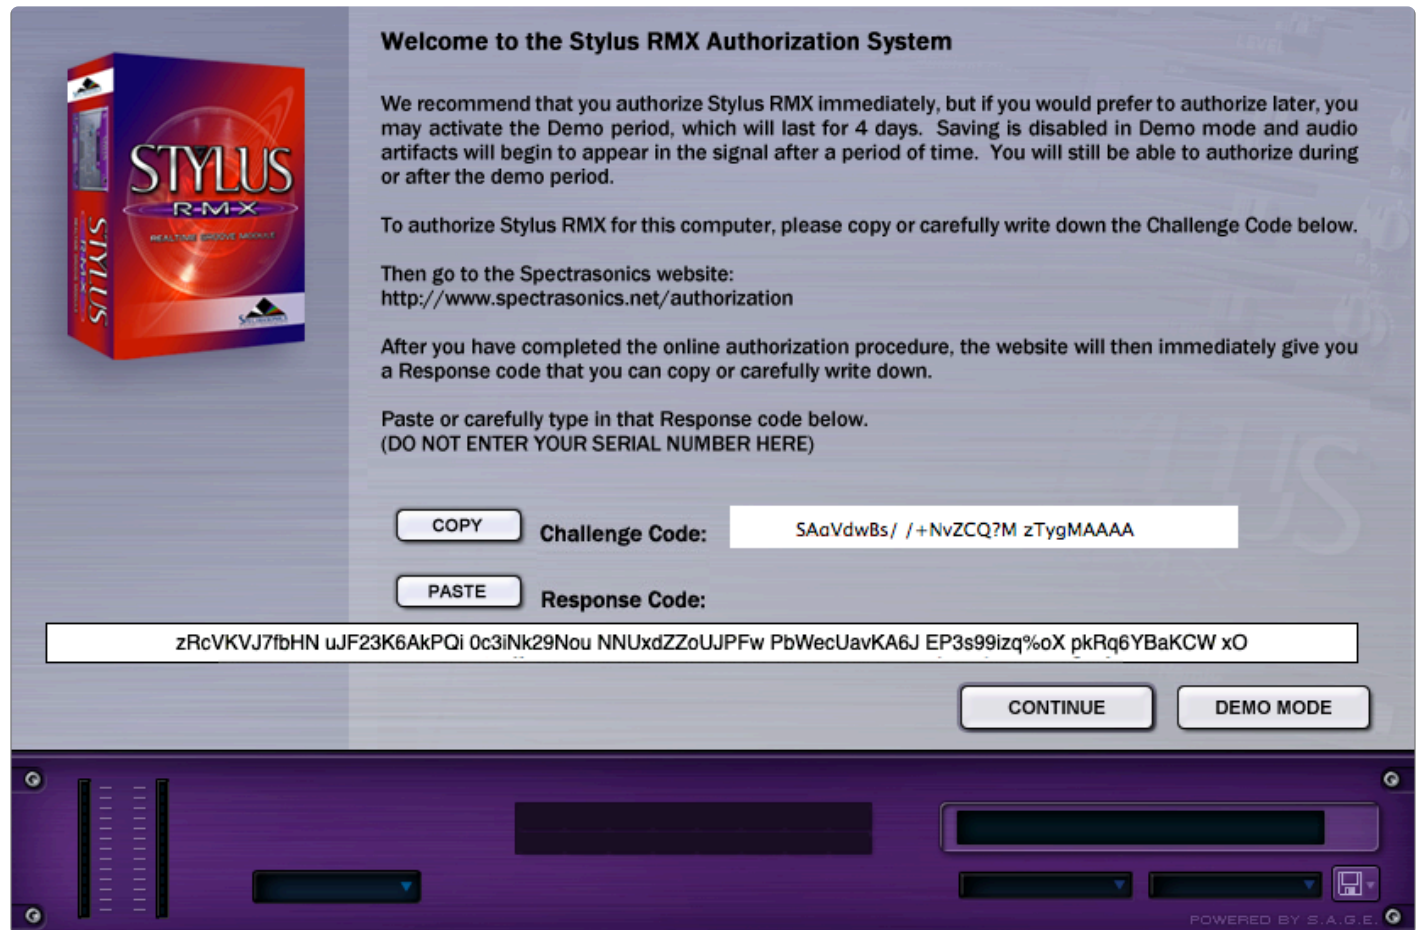 Welcome to the Stylus RMX Authorization System
We recommend that you authorize Stylus RMX immediately, but if you would prefer to authorize later, you
may activate the Demo period, which will last for 4 days. Saving is disabled in Demo mode and audio
artifacts will begin to appear in the signal after a period of time. You will still be able to authorize during
or after the demo period.
To authorize Stylus RMX for this computer, please copy or carefully write down the Challenge Code below.
Then go to the Spectrasonics website:
http://www.spectrasonics.net/authorization
After you have completed the online authorization procedure, the website will then immediately give you
a Response code that you can copy or carefully write down.
Paste or carefully type in that Response code below.
(DO NOT ENTER YOUR SERIAL NUMBER HERE)
STYLUS
R-M-X
REALTIME GROOVE MODULE
SPECTRASONICS
STYLUS
R-M-X
COPY
Challenge Code:
SAaVdwBs/ /+NvZCQ?M zTygMAAAA
PASTE
Response Code:
zRcVKVJ7fbHN uJF23K6AkPQi 0c3iNk29Nou NNUxdZZoUJPFw PbWecUavKA6J EP3s99izq%oX pkRq6YBaKCW xO
CONTINUE
DEMO MODE
POWERED BY S.A.G.E.